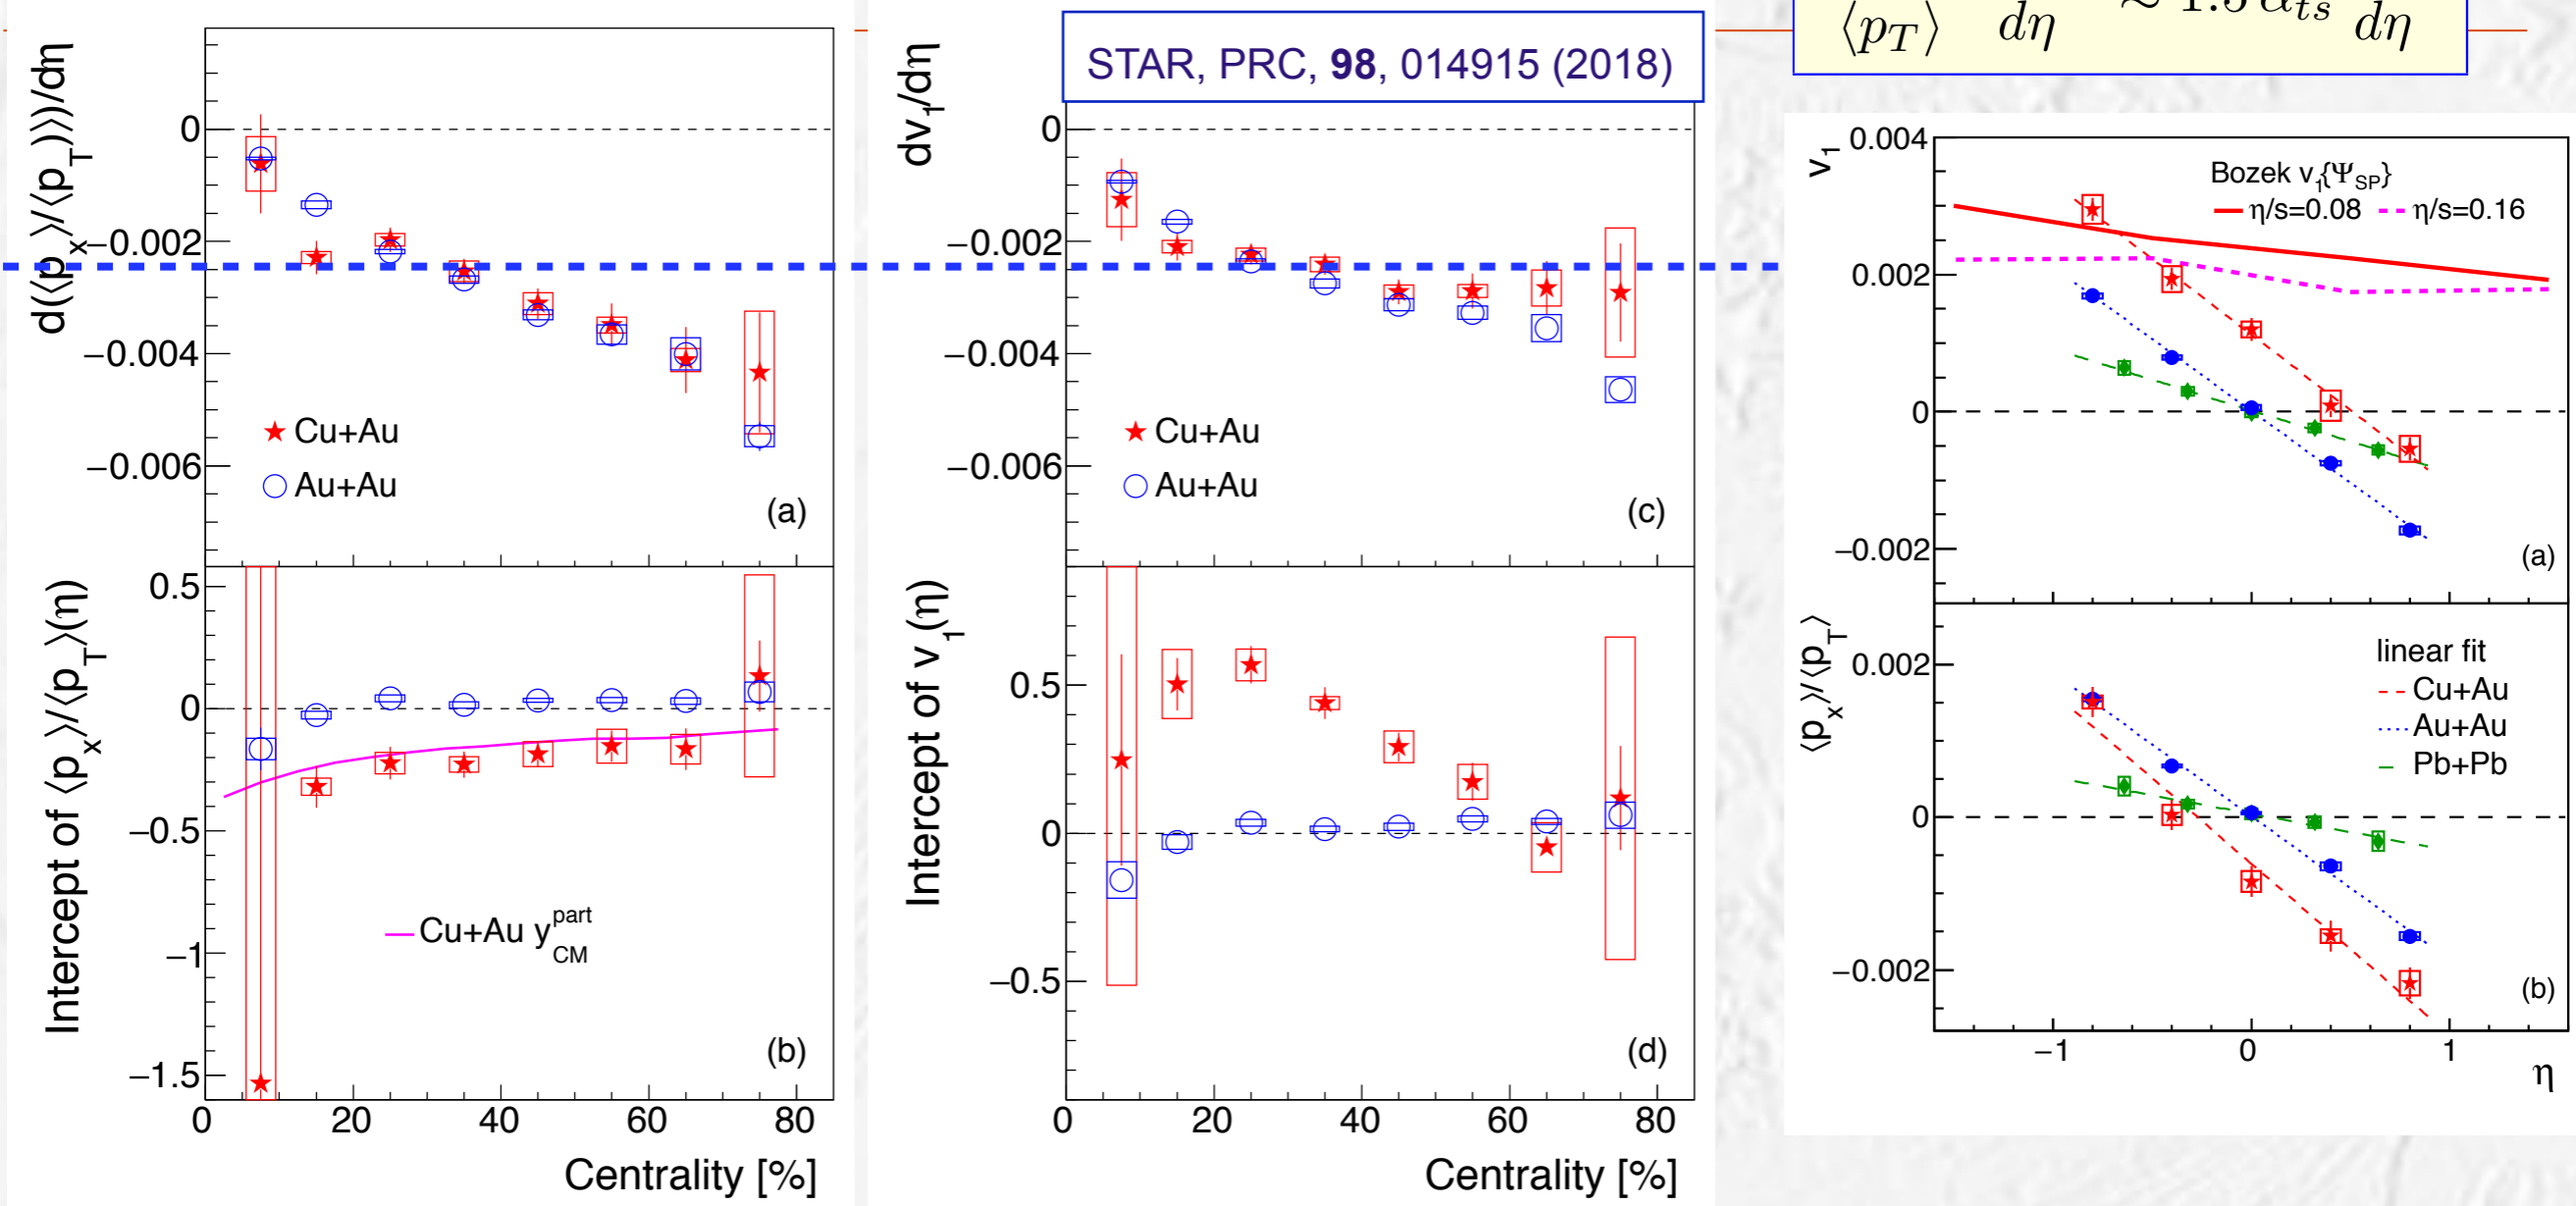 d(⟨p_x⟩/⟨p_T⟩)/dη
0
−0.002
−0.004
−0.006
Cu+Au
Au+Au
(a)
Intercept of ⟨p_x⟩/⟨p_T⟩(η)
0.5
0
−0.5
−1
−1.5
Cu+Au y_CM^part
(b)
0 20 40 60 80
Centrality [%]
STAR, PRC, 98, 014915 (2018)
dv_1/dη
0
−0.002
−0.004
−0.006
Cu+Au
Au+Au
(c)
Intercept of v_1(η)
0.5
0
−0.5
(d)
0 20 40 60 80
Centrality [%]
⟨p_T⟩ dη dη
v_1
0.004
0.002
0
−0.002
Bozek v_1{Ψ_SP}
η/s=0.08 η/s=0.16
(a)
⟨p_x⟩/⟨p_T⟩
0.002
0
−0.002
linear fit
Cu+Au
Au+Au
Pb+Pb
(b)
−1 0 1
η